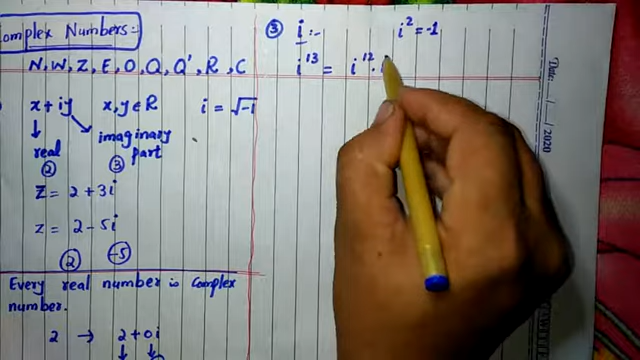 Complex Numbers:-
N, W, Z, E, O, Q, Q', R, C
x + iy x, y ∈ R i = √-1
real imaginary part
② ③
Z = 2 + 3i
z = 2 - 5i
② -5
Every real number is complex
number.
2 → 2 + 0i
③ i :- i² = -1
i¹³ = i¹² .
Date: / / 2020